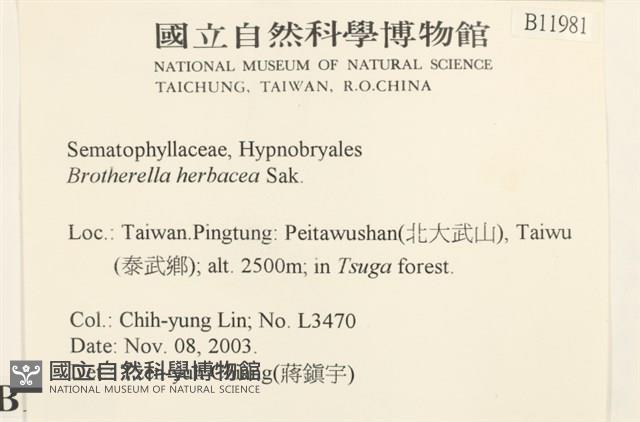 國立自然科學博物館
B11981
NATIONAL MUSEUM OF NATURAL SCIENCE
TAICHUNG, TAIWAN, R.O.CHINA
Sematophyllaceae, Hypnobryales
Brotherella herbacea Sak.
Loc.: Taiwan.Pingtung: Peitawushan(北大武山), Taiwu
(泰武鄉); alt. 2500m; in Tsuga forest.
Col.: Chih-yung Lin; No. L3470
Date: Nov. 08, 2003.
(蔣鎮宇)
國立自然科學博物館
NATIONAL MUSEUM OF NATURAL SCIENCE
B